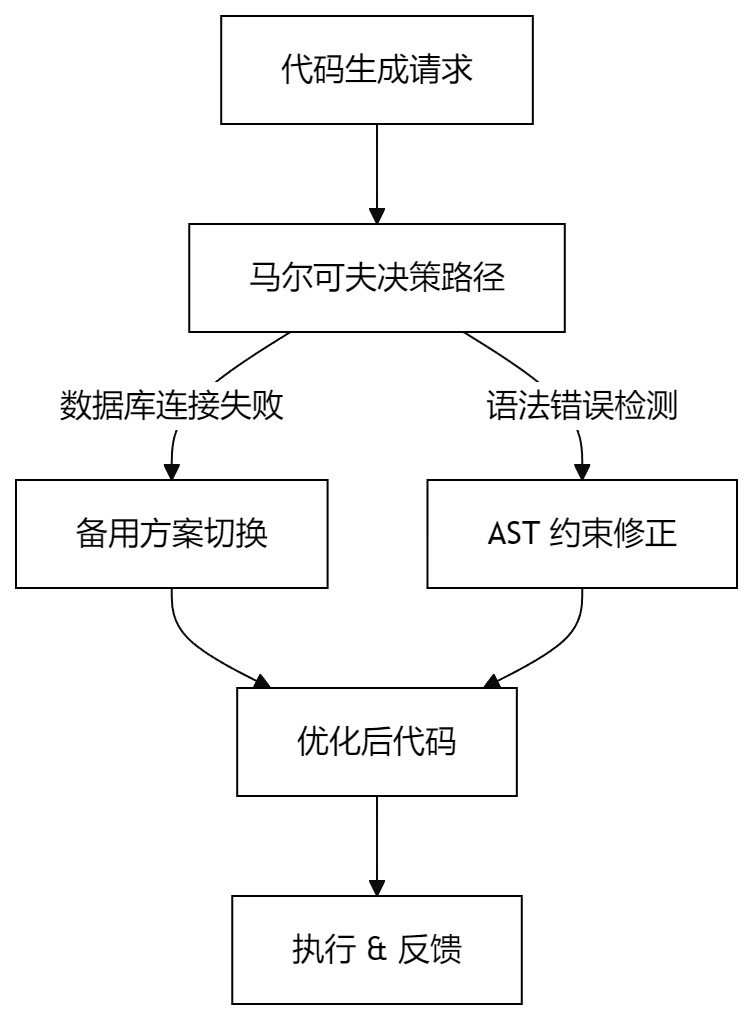 代码生成请求
马尔可夫决策路径
数据库连接失败
语法错误检测
备用方案切换
AST 约束修正
优化后代码
执行 & 反馈